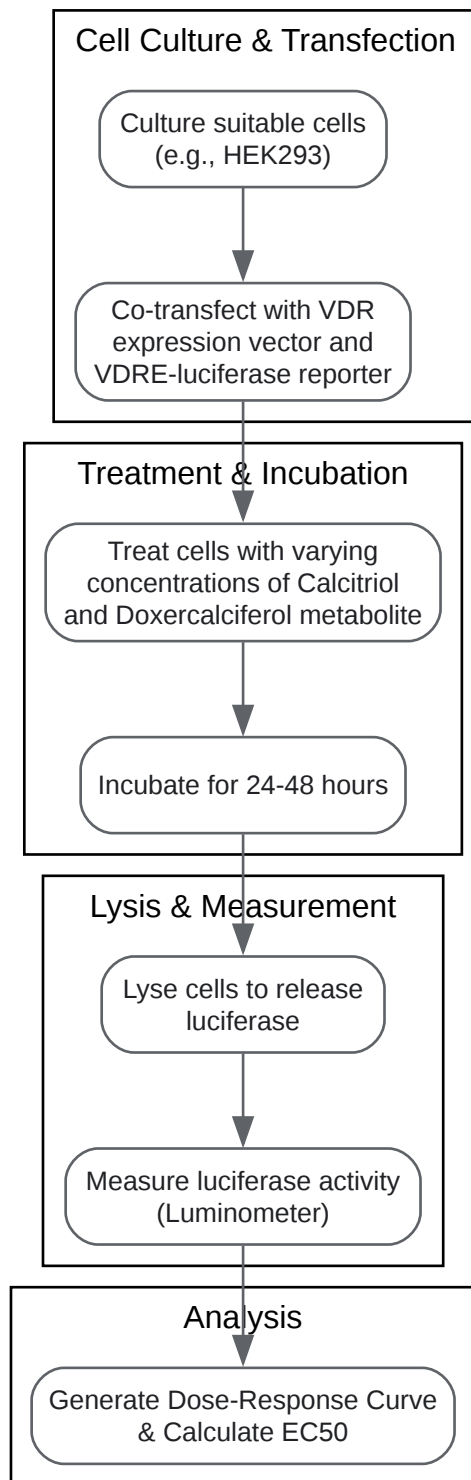 Cell Culture & Transfection
Culture suitable cells
(e.g., HEK293)
Co-transfect with VDR
expression vector and
VDRE-luciferase reporter
Treatment & Incubation
Treat cells with varying
concentrations of Calcitriol
and Doxercalciferol metabolite
Incubate for 24-48 hours
Lysis & Measurement
Lyse cells to release
luciferase
Measure luciferase activity
(Luminometer)
Analysis
Generate Dose-Response Curve
& Calculate EC50